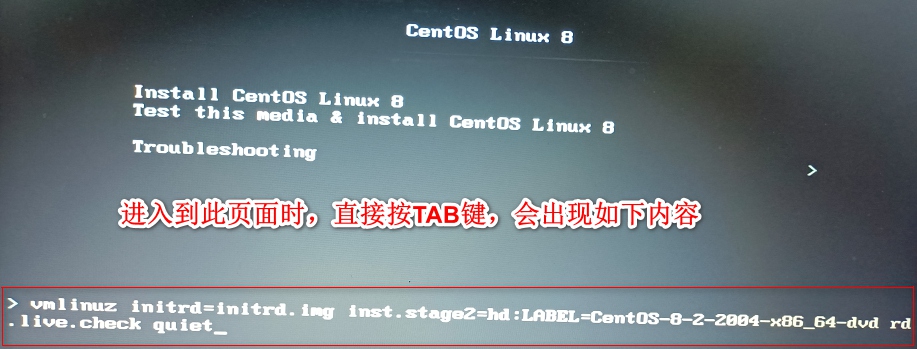 CentOS Linux 8
Install CentOS Linux 8
Test this media & install CentOS Linux 8
Troubleshooting
>
进入到此页面时，直接按TAB键，会出现如下内容
> vmlinuz initrd=initrd.img inst.stage2=hd:LABEL=CentOS-8-2-2004-x86_64-dvd rd
.live.check quiet_